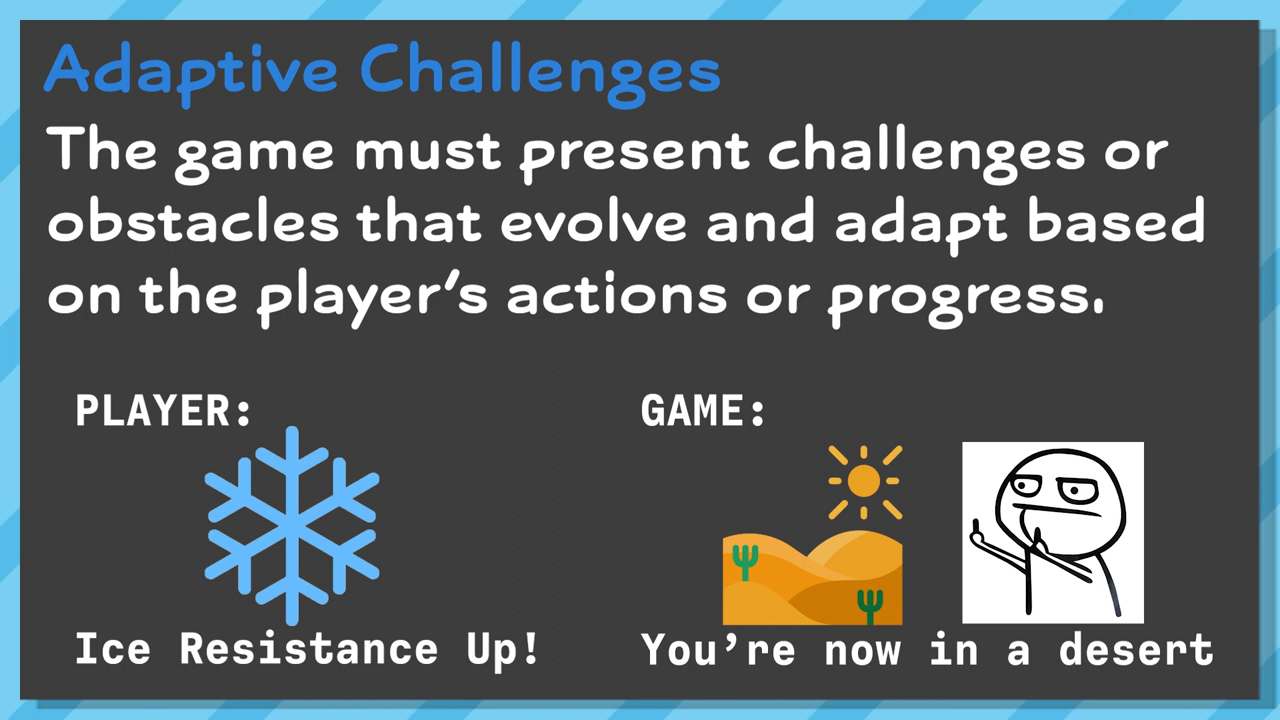 Adaptive Challenges
The game must present challenges or
obstacles that evolve and adapt based
on the player's actions or progress.
PLAYER:
Ice Resistance Up!
GAME:
You’re now in a desert